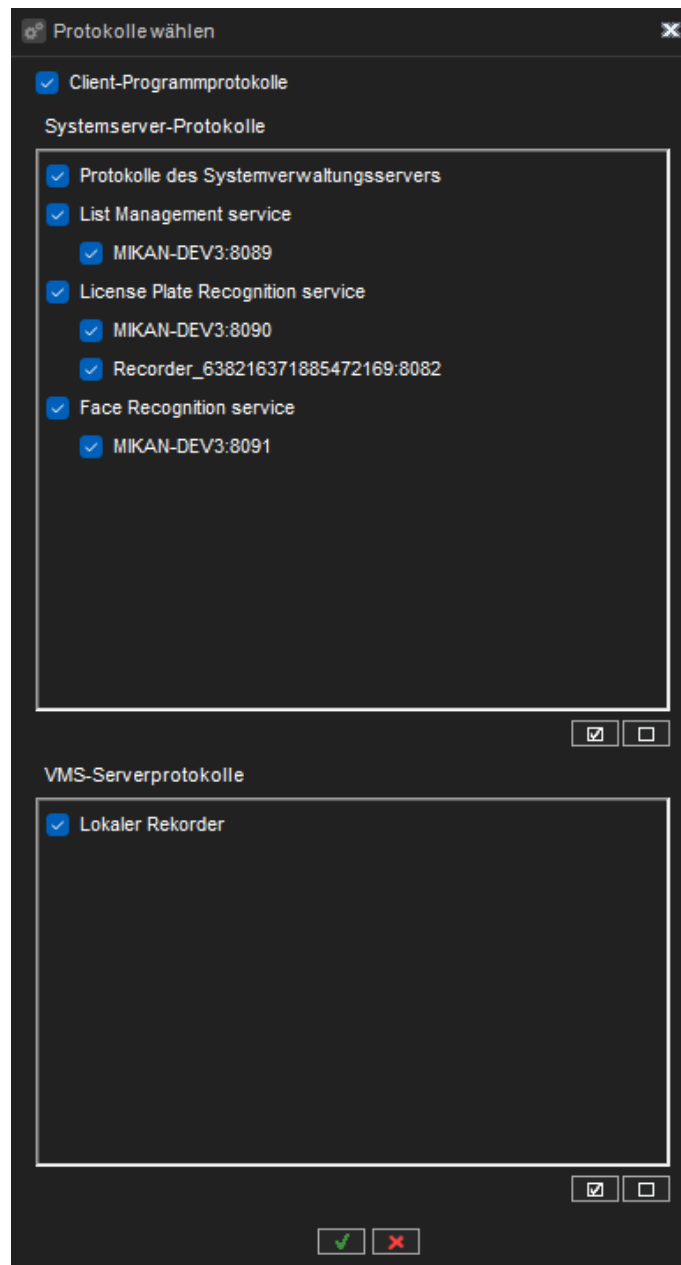 Protokolle wählen
Client-Programmprotokolle
Systemserver-Protokolle
Protokolle des Systemverwaltungsservers
List Management service
MIKAN-DEV3:8089
License Plate Recognition service
MIKAN-DEV3:8090
Recorder_638216371885472169:8082
Face Recognition service
MIKAN-DEV3:8091
VMS-Serverprotokolle
Lokaler Rekorder